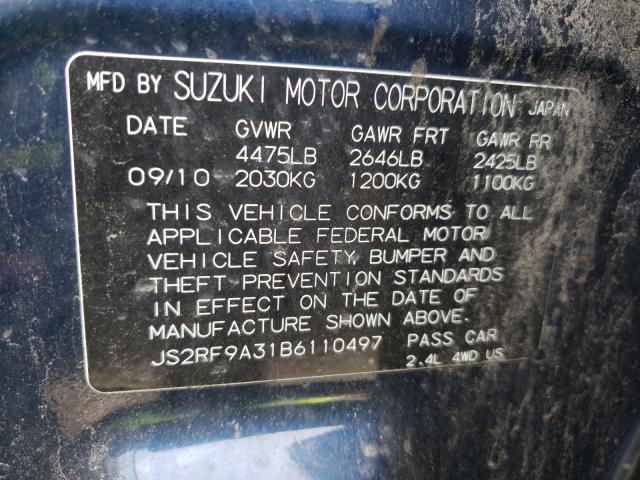 MFD BY SUZUKI MOTOR CORPORATION JAPAN
DATE GVWR GAWR FRT GAWR RR
4475LB 2646LB 2425LB
09/10 2030KG 1200KG 1100KG
THIS VEHICLE CONFORMS TO ALL
APPLICABLE FEDERAL MOTOR
VEHICLE SAFETY, BUMPER AND
THEFT PREVENTION STANDARDS
IN EFFECT ON THE DATE OF
MANUFACTURE SHOWN ABOVE.
JS2RF9A31B6110497 PASS CAR
2.4L 4WD US